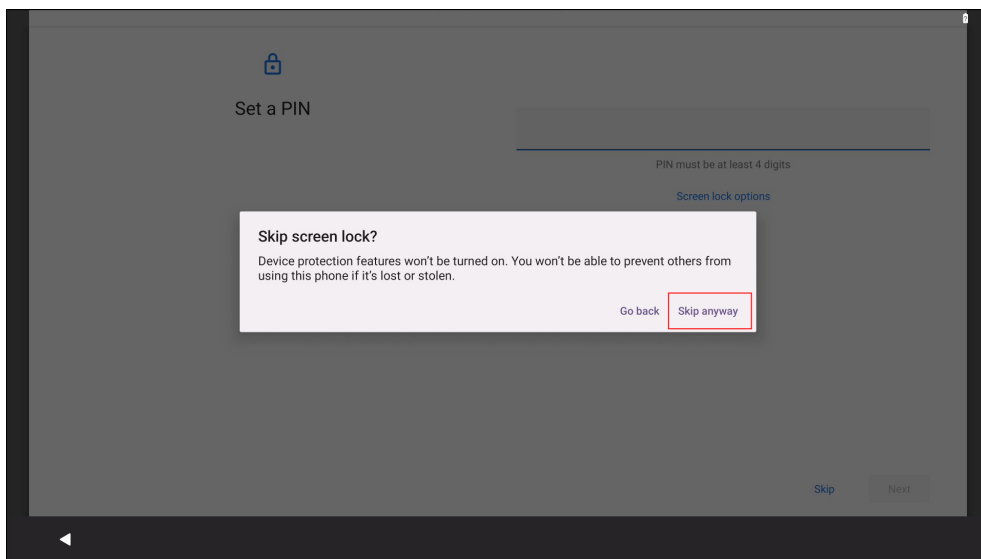 Set a PIN
PIN must be at least 4 digits
Screen lock options
Skip screen lock?
Device protection features won't be turned on. You won't be able to prevent others from
using this phone if it's lost or stolen.
Go back Skip anyway
Skip Next